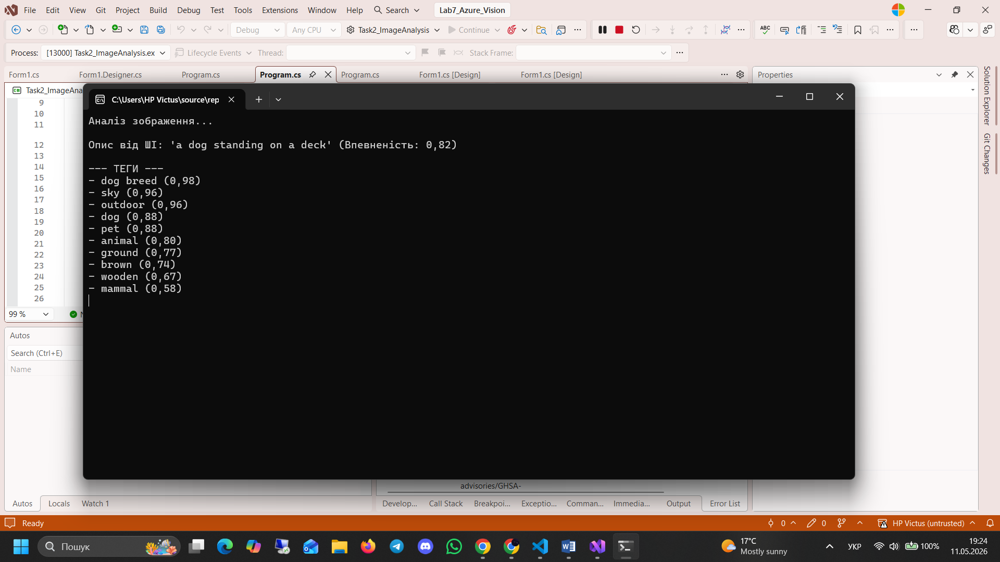 File Edit View Git Project Build Debug Test Tools Extensions Window Help Search Lab7_Azure_Vision
Debug Any CPU Task2_ImageAnalysis Continue
Process: [13000] Task2_ImageAnalysis.ex Lifecycle Events Thread: Stack Frame:
Form1.cs Form1.Designer.cs Program.cs Program.cs Program.cs Form1.cs [Design] Form1.cs [Design] Properties
Task2_ImageAna
C:\Users\HP Victus\source\rep
Аналіз зображення...
Опис від ШІ: 'a dog standing on a deck' (Впевненість: 0,82)
--- ТЕГИ ---
- dog breed (0,98)
- sky (0,96)
- outdoor (0,96)
- dog (0,88)
- pet (0,88)
- animal (0,80)
- ground (0,77)
- brown (0,74)
- wooden (0,67)
- mammal (0,58)
9
10
11
12
13
14
15
16
17
18
19
20
21
22
23
24
25
26
99 %
Autos
Search (Ctrl+E)
Name
Solution Explorer
Git Changes
advisories/GHSA-
Autos Locals Watch 1 Develop... Call Stack Breakpoi... Exceptio... Comman... Immedia... Output Error List
Ready 0 0 HP Victus (untrusted)
Пошук 17°C УКР 100% 19:24
Mostly sunny 11.05.2026